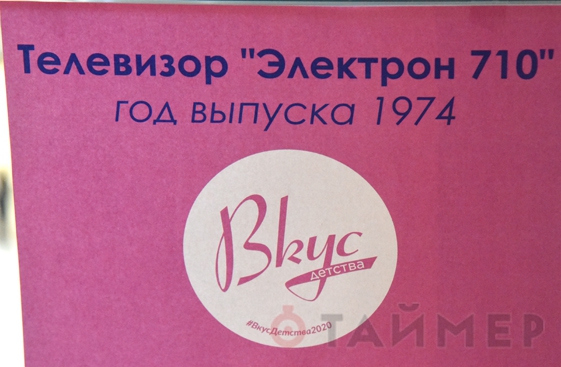 Телевизор "Электрон 710"
год выпуска 1974
Вкус
детства
#ВкусДетства2020
ТАЙМЕР